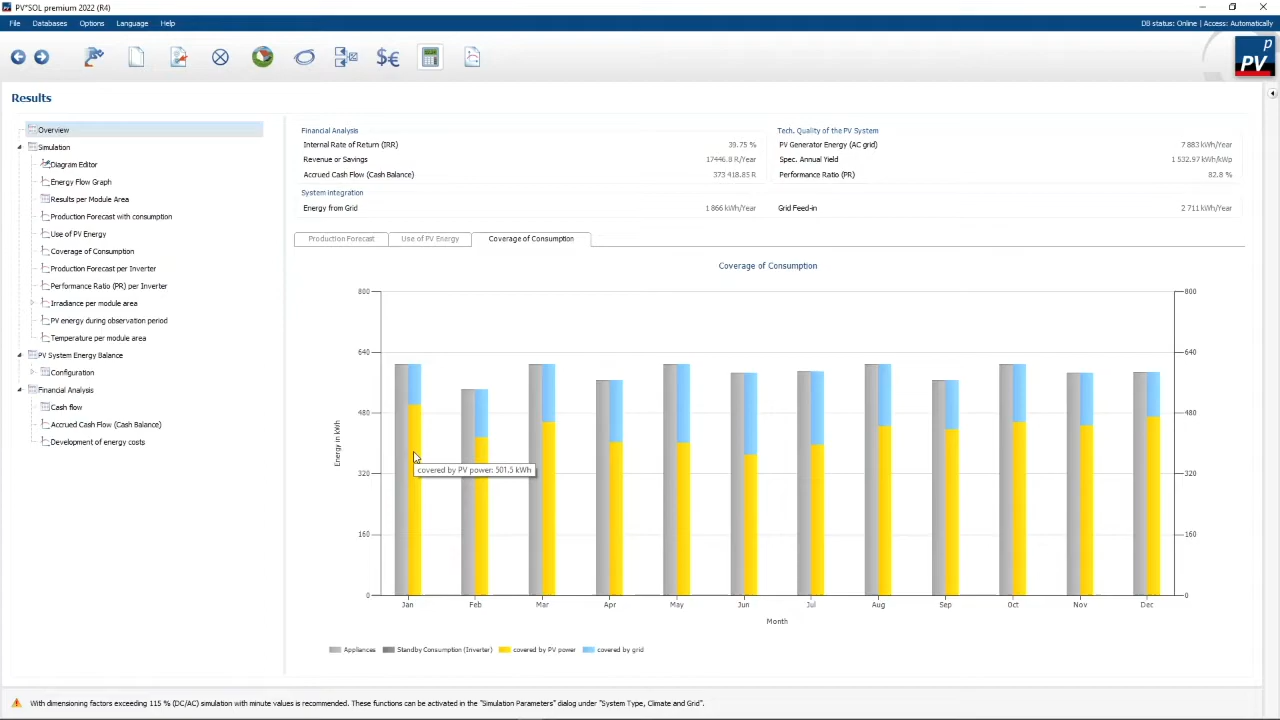 PV*SOL premium 2022 (R4)
File Databases Options Language Help
DB status: Online | Access: Automatically
$€
p
PV
Results
Overview
Simulation
Diagram Editor
Energy Flow Graph
Results per Module Area
Production Forecast with consumption
Use of PV Energy
Coverage of Consumption
Production Forecast per Inverter
Performance Ratio (PR) per Inverter
Irradiance per module area
PV energy during observation period
Temperature per module area
PV System Energy Balance
Configuration
Financial Analysis
Cash flow
Accrued Cash Flow (Cash Balance)
Development of energy costs
Financial Analysis
Internal Rate of Return (IRR) 39.75 %
Revenue or Savings 17446.8 R/Year
Accrued Cash Flow (Cash Balance) 373 418.85 R
System Integration
Energy from Grid 1 866 kWh/Year
Tech. Quality of the PV System
PV Generator Energy (AC grid) 7 883 kWh/Year
Spec. Annual Yield 1 532.97 kWh/kWp
Performance Ratio (PR) 82.8 %
Grid Feed-in 2 711 kWh/Year
Production Forecast Use of PV Energy Coverage of Consumption
Coverage of Consumption
800 800
640 640
480 480
320 320
160 160
0 0
Energy in kWh
covered by PV power: 501.5 kWh
Jan Feb Mar Apr May Jun Jul Aug Sep Oct Nov Dec
Month
Appliances Standby Consumption (Inverter) covered by PV power covered by grid
With dimensioning factors exceeding 115 % (DC/AC) simulation with minute values is recommended. These functions can be activated in the "Simulation Parameters" dialog under "System Type, Climate and Grid".